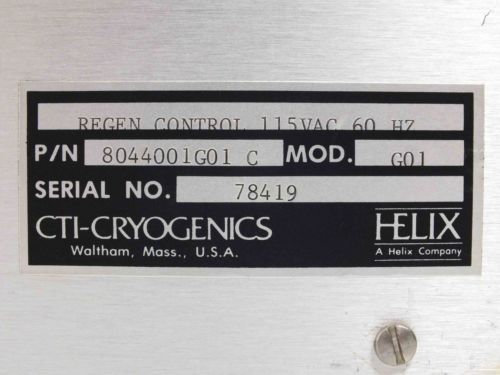 REGEN CONTROL 115VAC 60 HZ
P/N 8044001G01 C MOD. G01
SERIAL NO. 78419
CTI-CRYOGENICS HELIX
Waltham, Mass., U.S.A. A Helix Company